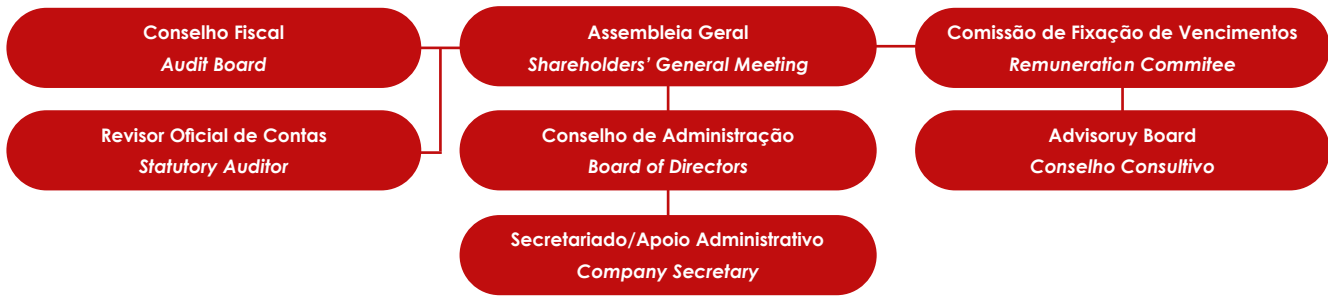 Conselho Fiscal
Audit Board
Assembleia Geral
Shareholders’ General Meeting
Comissão de Fixação de Vencimentos
Remuneration Commitee
Revisor Oficial de Contas
Statutory Auditor
Conselho de Administração
Board of Directors
Advisoruy Board
Conselho Consultivo
Secretariado/Apoio Administrativo
Company Secretary